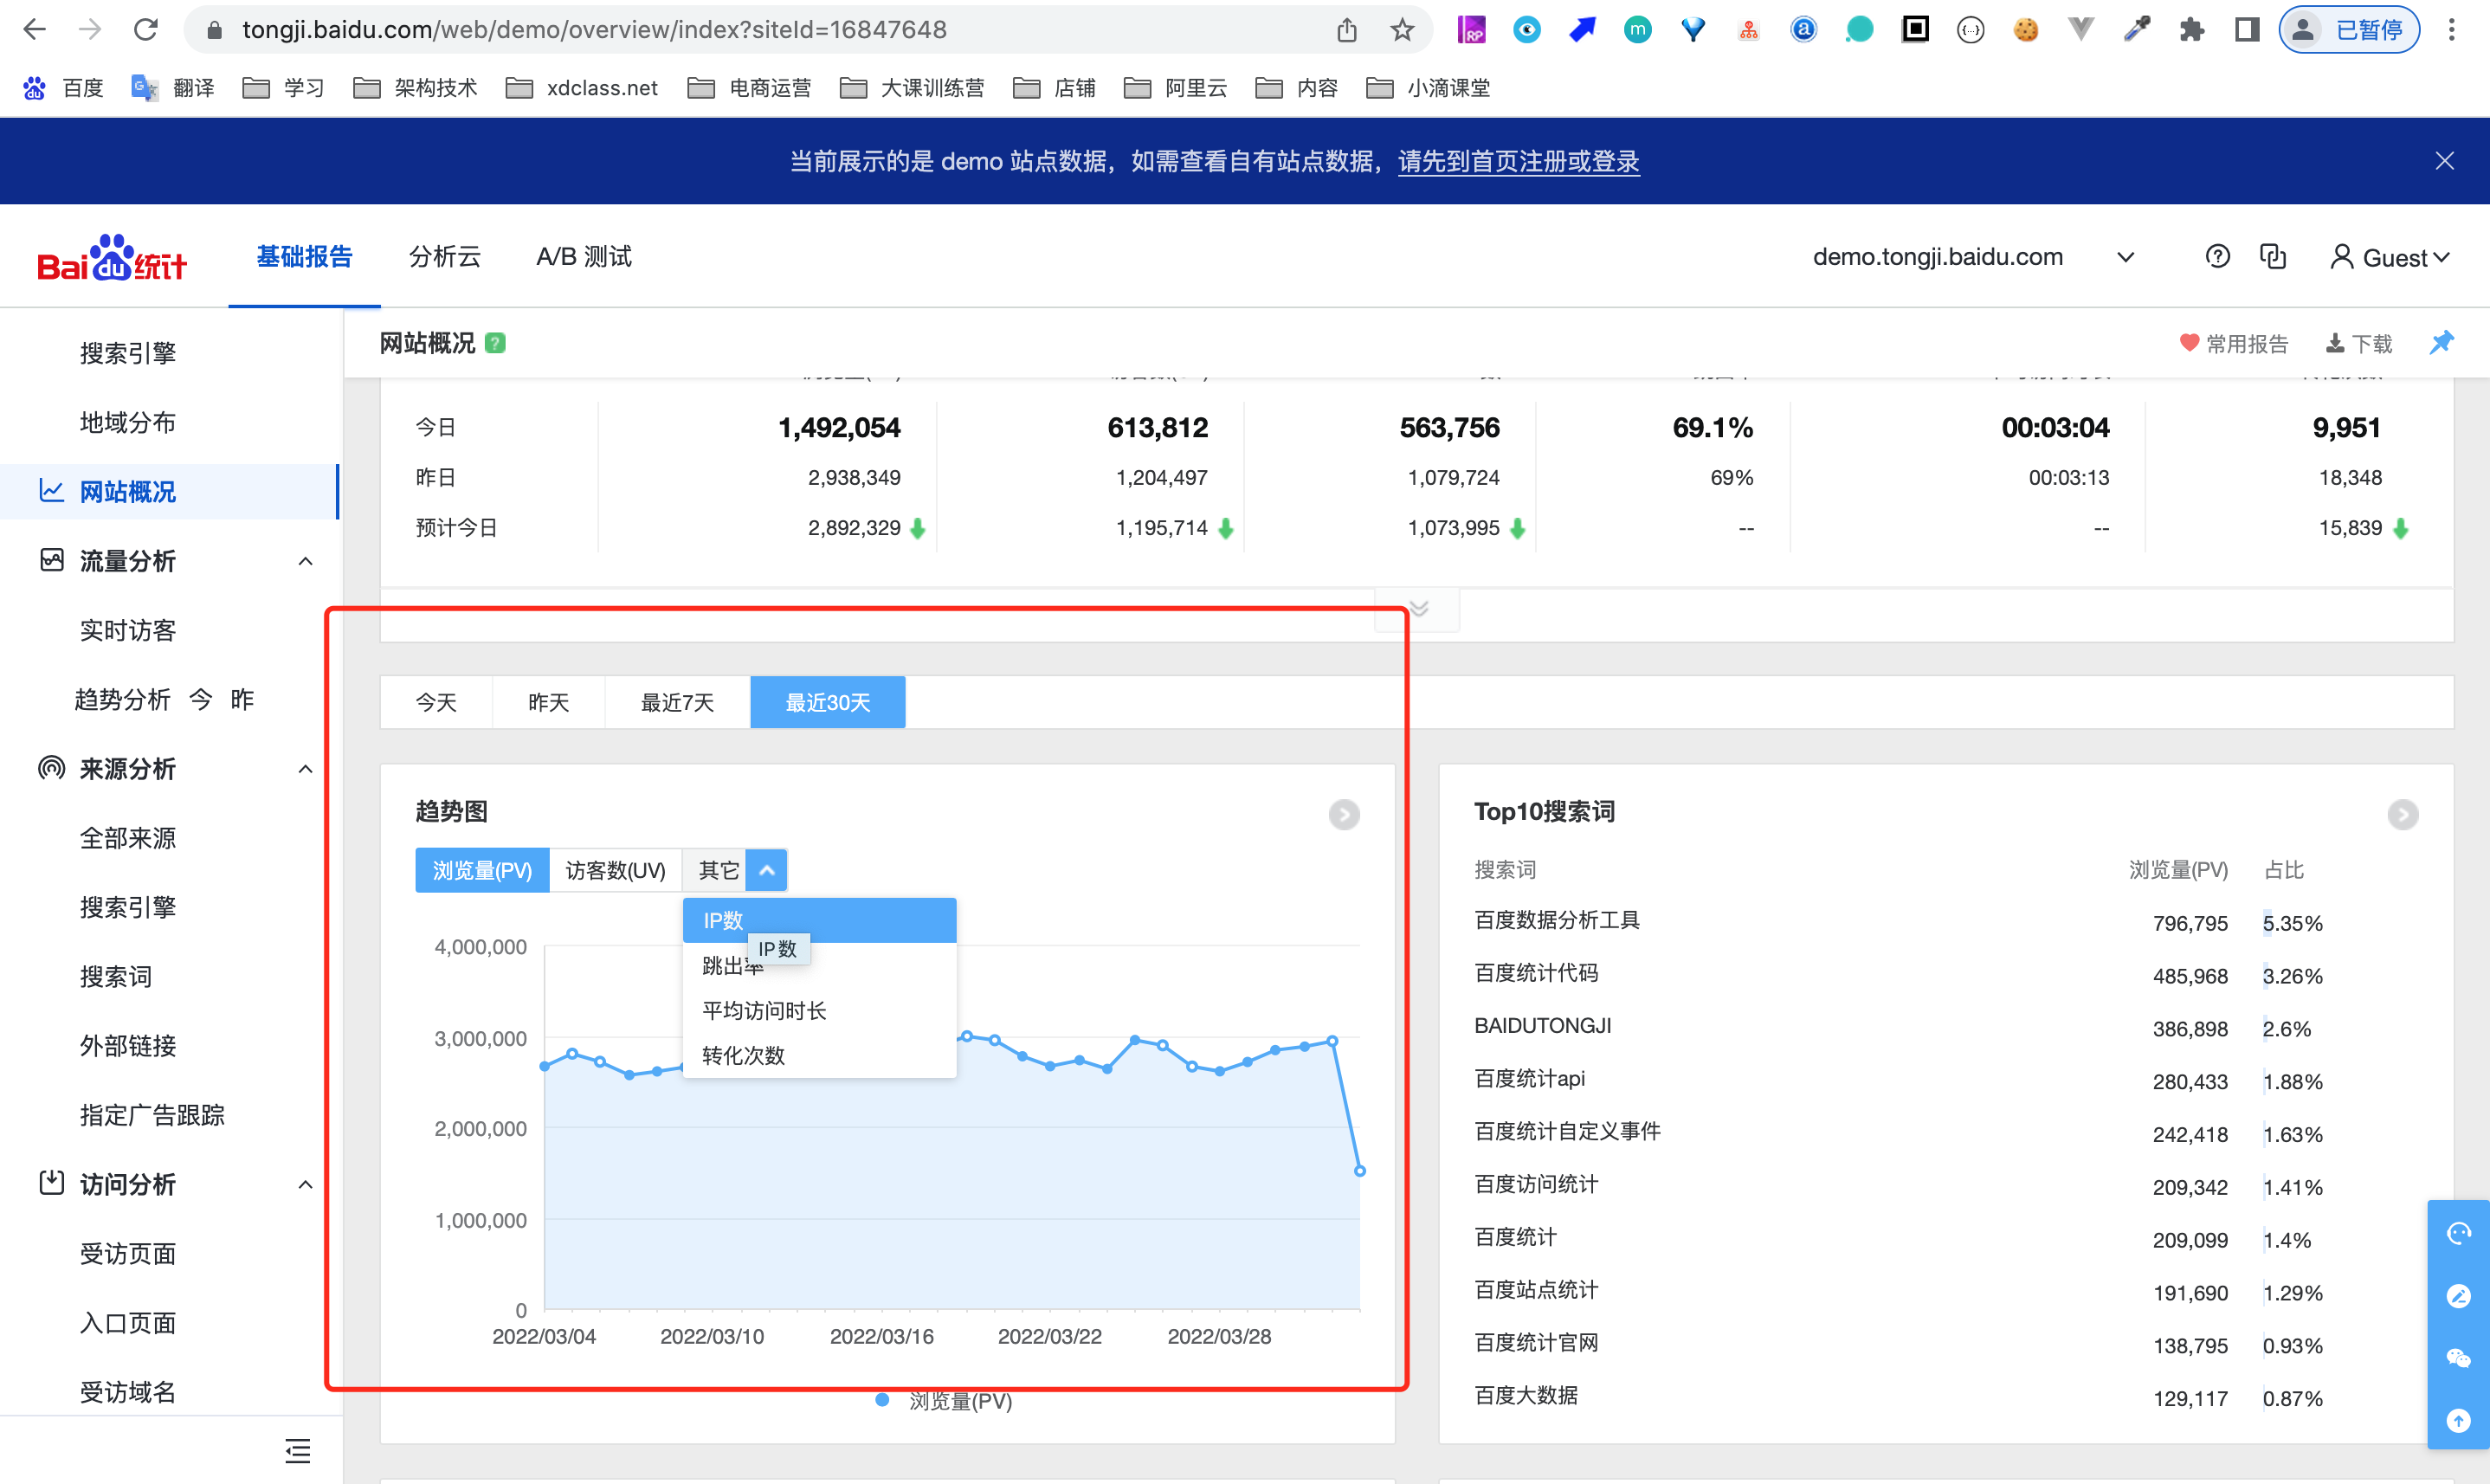 tongji.baidu.com/web/demo/overview/index?siteId=16847648
已暂停
百度 翻译 学习 架构技术 xdclass.net 电商运营 大课训练营 店铺 阿里云 内容 小滴课堂
当前展示的是 demo 站点数据，如需查看自有站点数据，请先到首页注册或登录
Baidu统计 基础报告 分析云 A/B 测试 demo.tongji.baidu.com Guest
搜索引擎
地域分布
网站概况
流量分析
实时访客
趋势分析 今 昨
来源分析
全部来源
搜索引擎
搜索词
外部链接
指定广告跟踪
访问分析
受访页面
入口页面
受访域名
网站概况 ? 常用报告 下载
今日 1,492,054 613,812 563,756 69.1% 00:03:04 9,951
昨日 2,938,349 1,204,497 1,079,724 69% 00:03:13 18,348
预计今日 2,892,329 1,195,714 1,073,995 -- -- 15,839
今天 昨天 最近7天 最近30天
趋势图
浏览量(PV) 访客数(UV) 其它
IP数
IP数
跳出率
平均访问时长
转化次数
4,000,000
3,000,000
2,000,000
1,000,000
0
2022/03/04 2022/03/10 2022/03/16 2022/03/22 2022/03/28
浏览量(PV)
Top10搜索词
搜索词 浏览量(PV) 占比
百度数据分析工具 796,795 5.35%
百度统计代码 485,968 3.26%
BAIDUTONGJI 386,898 2.6%
百度统计api 280,433 1.88%
百度统计自定义事件 242,418 1.63%
百度访问统计 209,342 1.41%
百度统计 209,099 1.4%
百度站点统计 191,690 1.29%
百度统计官网 138,795 0.93%
百度大数据 129,117 0.87%